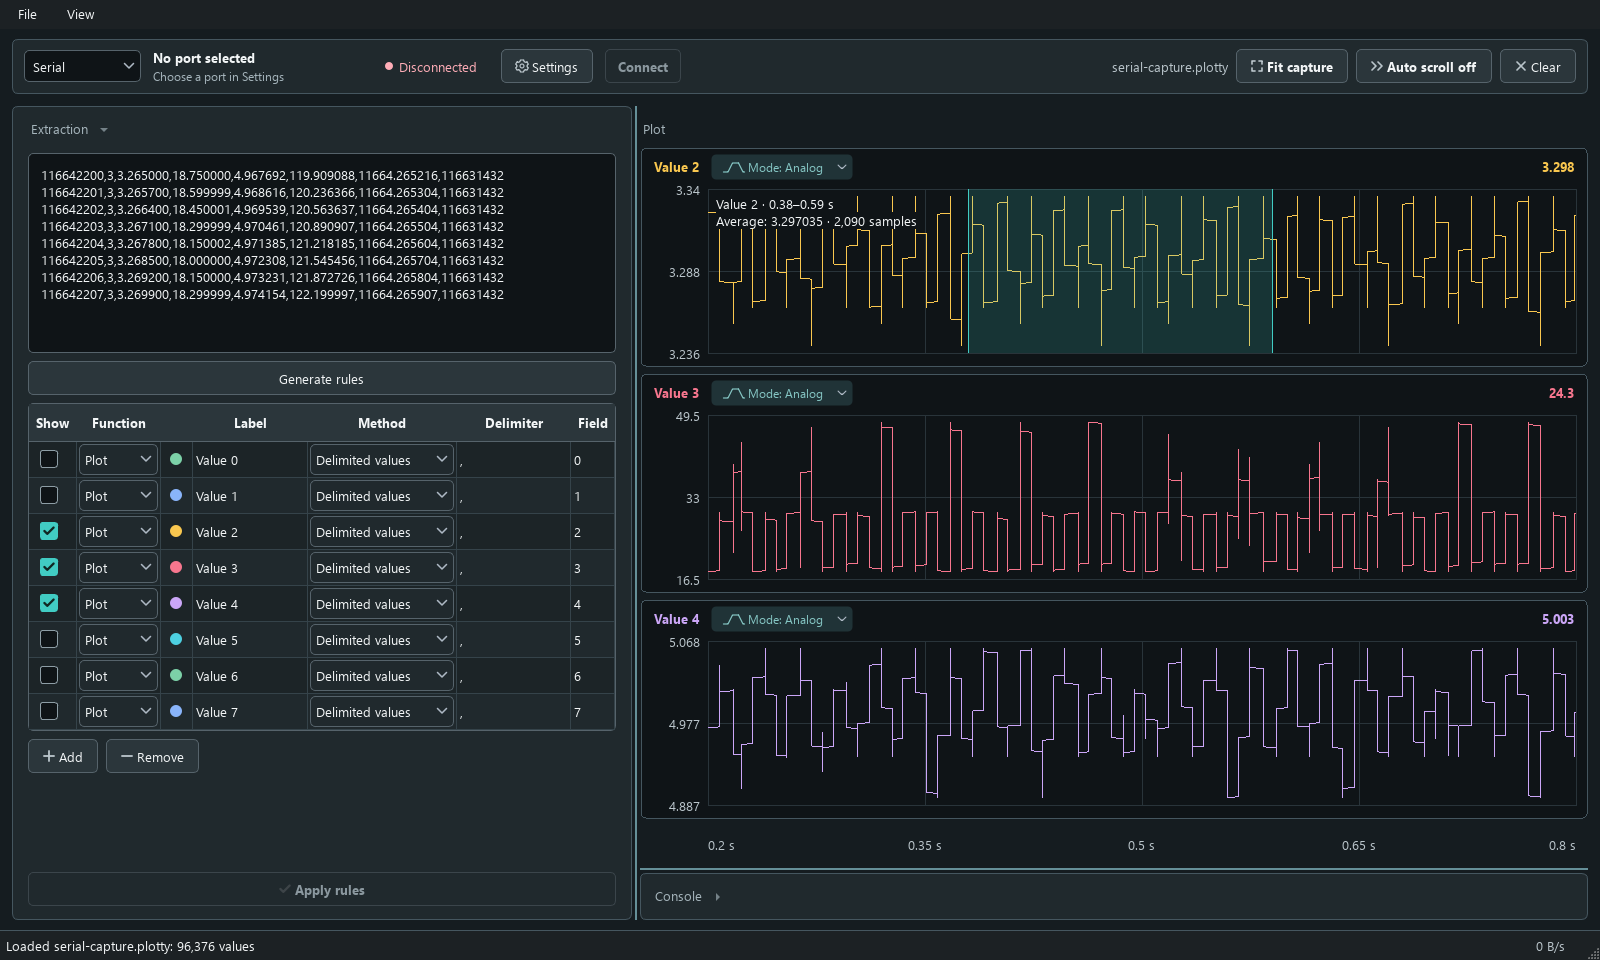 File View
Serial
No port selected
Choose a port in Settings
Disconnected
Settings
Connect
serial-capture.plotty
Fit capture
Auto scroll off
Clear
Extraction
116642200,3,3.265000,18.750000,4.967692,119.909088,11664.265216,116631432
116642201,3,3.265700,18.599999,4.968616,120.236366,11664.265304,116631432
116642202,3,3.266400,18.450001,4.969539,120.563637,11664.265404,116631432
116642203,3,3.267100,18.299999,4.970461,120.890907,11664.265504,116631432
116642204,3,3.267800,18.150002,4.971385,121.218185,11664.265604,116631432
116642205,3,3.268500,18.000000,4.972308,121.545456,11664.265704,116631432
116642206,3,3.269200,18.150000,4.973231,121.872726,11664.265804,116631432
116642207,3,3.269900,18.299999,4.974154,122.199997,11664.265907,116631432
Generate rules
Show Function Label Method Delimiter Field
Plot Value 0 Delimited values , 0
Plot Value 1 Delimited values , 1
Plot Value 2 Delimited values , 2
Plot Value 3 Delimited values , 3
Plot Value 4 Delimited values , 4
Plot Value 5 Delimited values , 5
Plot Value 6 Delimited values , 6
Plot Value 7 Delimited values , 7
Add Remove
Apply rules
Plot
Value 2 Mode: Analog 3.298
3.34
Value 2 · 0.38–0.59 s
Average: 3.297035 · 2,090 samples
3.288
3.236
Value 3 Mode: Analog 24.3
49.5
33
16.5
Value 4 Mode: Analog 5.003
5.068
4.977
4.887
0.2 s 0.35 s 0.5 s 0.65 s 0.8 s
Console
Loaded serial-capture.plotty: 96,376 values
0 B/s